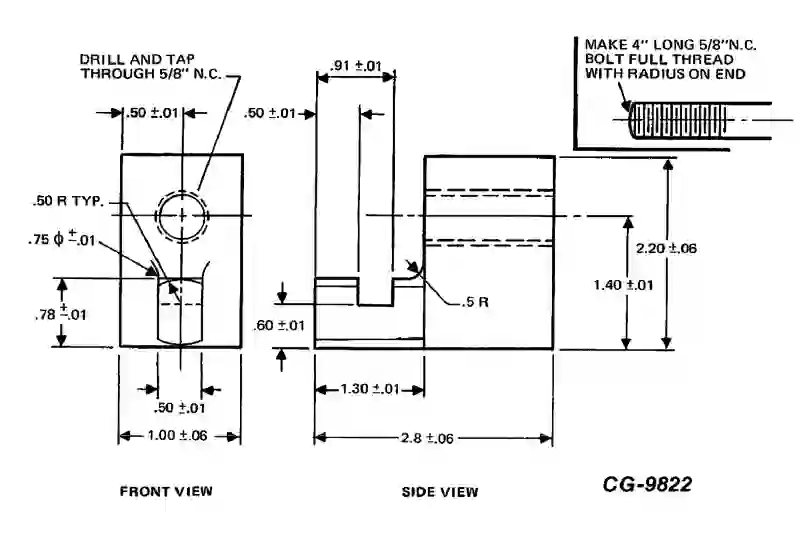 DRILL AND TAP
THROUGH 5/8" N.C.
.50 ±.01
.50 R TYP.
.75 ϕ ±.01
.78 ±.01
.50 ±.01
1.00 ±.06
FRONT VIEW
.91 ±.01
.50 ±.01
.60 ±.01
.5 R
1.30 ±.01
2.8 ±.06
SIDE VIEW
2.20 ±.06
1.40 ±.01
MAKE 4" LONG 5/8"N.C.
BOLT FULL THREAD
WITH RADIUS ON END
CG-9822